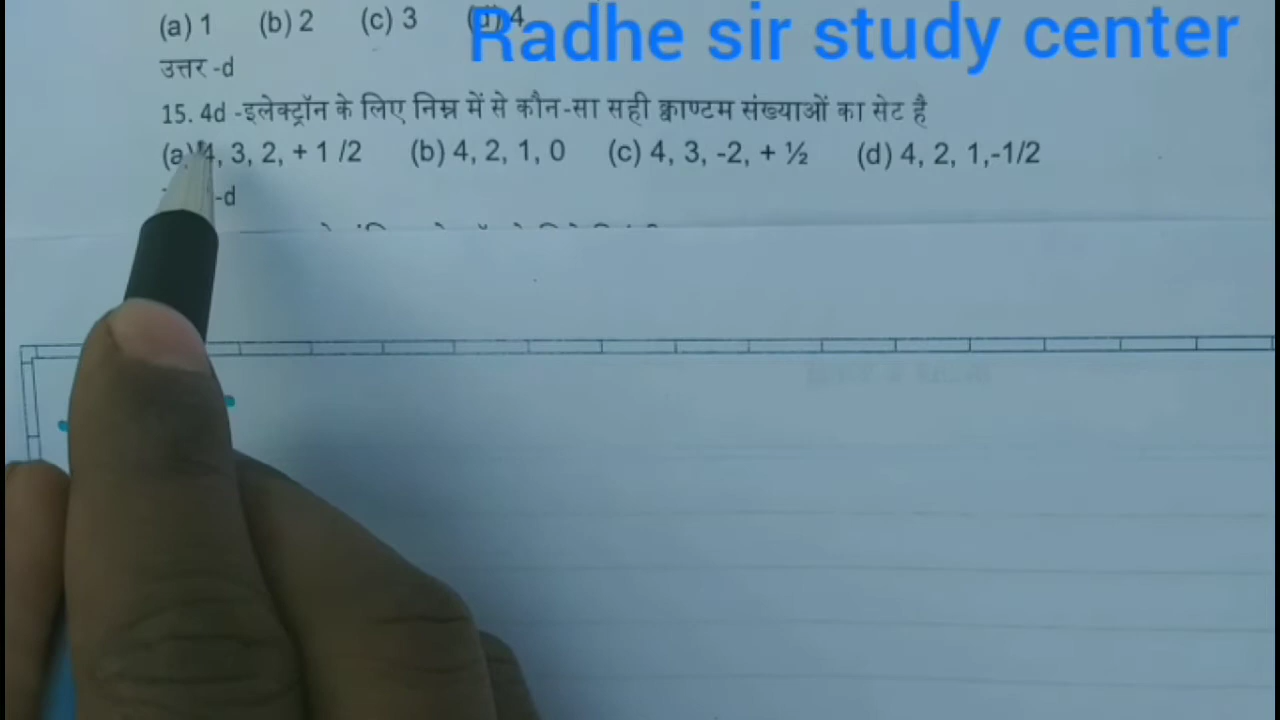 (a) 1 (b) 2 (c) 3 (d) 4
Radhe sir study center
उत्तर -d
15. 4d -इलेक्ट्रॉन के लिए निम्न में से कौन-सा सही क्वाण्टम संख्याओं का सेट है
(a) 4, 3, 2, + 1 /2 (b) 4, 2, 1, 0 (c) 4, 3, -2, + ½ (d) 4, 2, 1,-1/2
-d